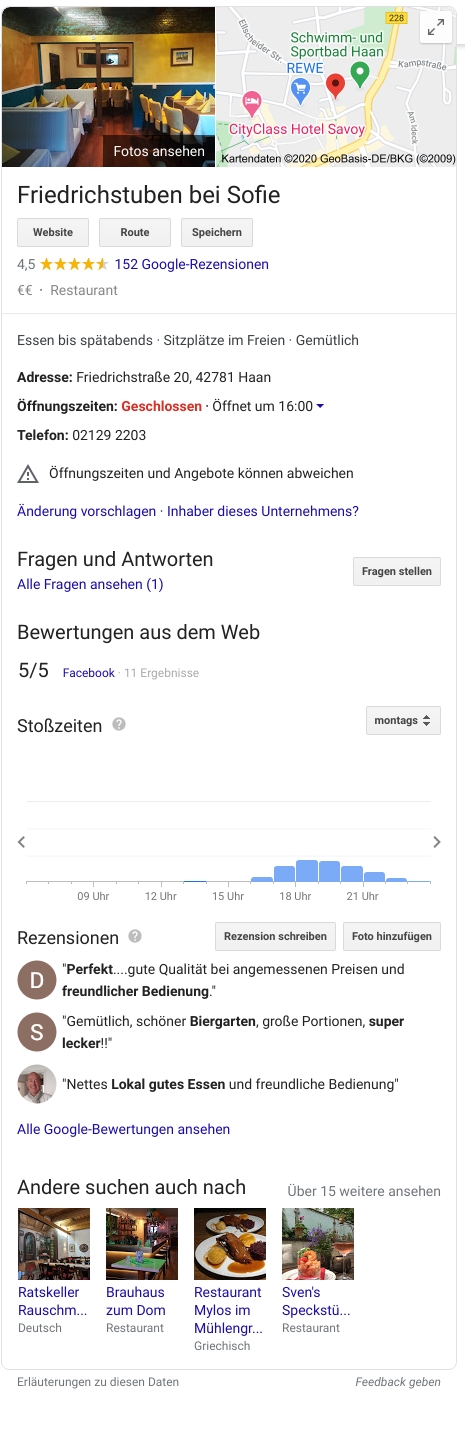 228
Ellscheider Str.
Schwimm- und
Sportbad Haan
REWE
Kampstraße
Am Ideck
CityClass Hotel Savoy
Fotos ansehen
Kartendaten ©2020 GeoBasis-DE/BKG (©2009)
Friedrichstuben bei Sofie
Website
Route
Speichern
4,5 152 Google-Rezensionen
€€ · Restaurant
Essen bis spätabends · Sitzplätze im Freien · Gemütlich
Adresse: Friedrichstraße 20, 42781 Haan
Öffnungszeiten: Geschlossen · Öffnet um 16:00
Telefon: 02129 2203
Öffnungszeiten und Angebote können abweichen
Änderung vorschlagen · Inhaber dieses Unternehmens?
Fragen und Antworten
Alle Fragen ansehen (1)
Fragen stellen
Bewertungen aus dem Web
5/5 Facebook · 11 Ergebnisse
Stoßzeiten ?
montags
09 Uhr 12 Uhr 15 Uhr 18 Uhr 21 Uhr
Rezensionen ?
Rezension schreiben
Foto hinzufügen
D
"Perfekt....gute Qualität bei angemessenen Preisen und
freundlicher Bedienung."
S
"Gemütlich, schöner Biergarten, große Portionen, super
lecker!!"
"Nettes Lokal gutes Essen und freundliche Bedienung"
Alle Google-Bewertungen ansehen
Andere suchen auch nach
Über 15 weitere ansehen
Ratskeller
Rauschm...
Deutsch
Brauhaus
zum Dom
Restaurant
Restaurant
Mylos im
Mühlengr...
Griechisch
Sven's
Speckstü...
Restaurant
Erläuterungen zu diesen Daten
Feedback geben